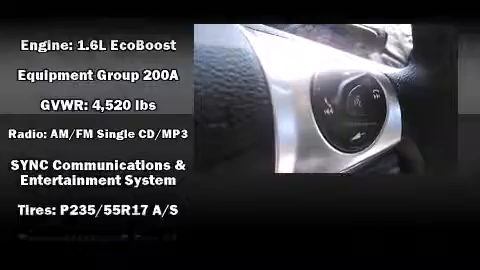 Engine: 1.6L EcoBoost
Equipment Group 200A
GVWR: 4,520 lbs
Radio: AM/FM Single CD/MP3
SYNC Communications &
Entertainment System
Tires: P235/55R17 A/S